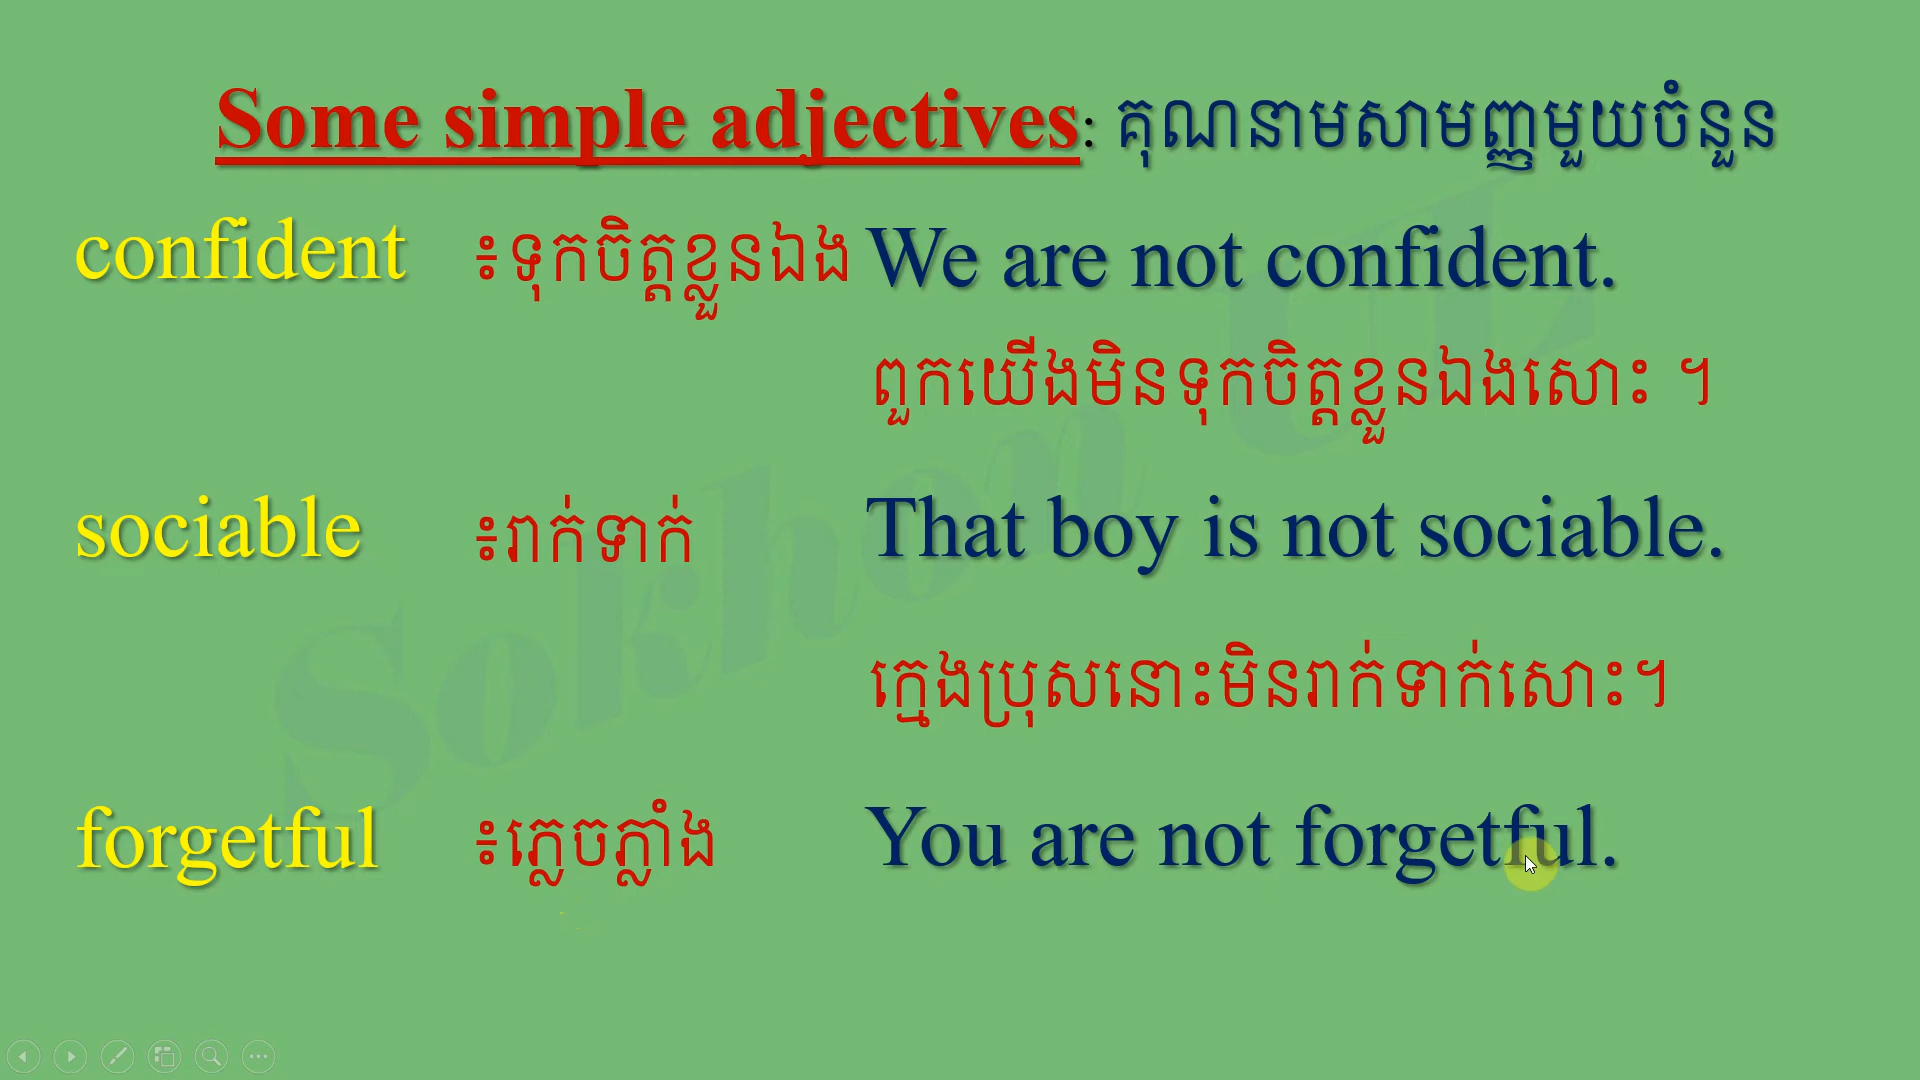 Some simple adjectives: គុណនាមសាមញ្ញមួយចំនួន
confident ៖ទុកចិត្តខ្លួនឯង We are not confident.
ពួកយើងមិនទុកចិត្តខ្លួនឯងសោះ ។
sociable ៖រាក់ទាក់ That boy is not sociable.
ក្មេងប្រុសនោះមិនរាក់ទាក់សោះ។
forgetful ៖ភ្លេចភ្លាំង You are not forgetful.
Sokhon UL